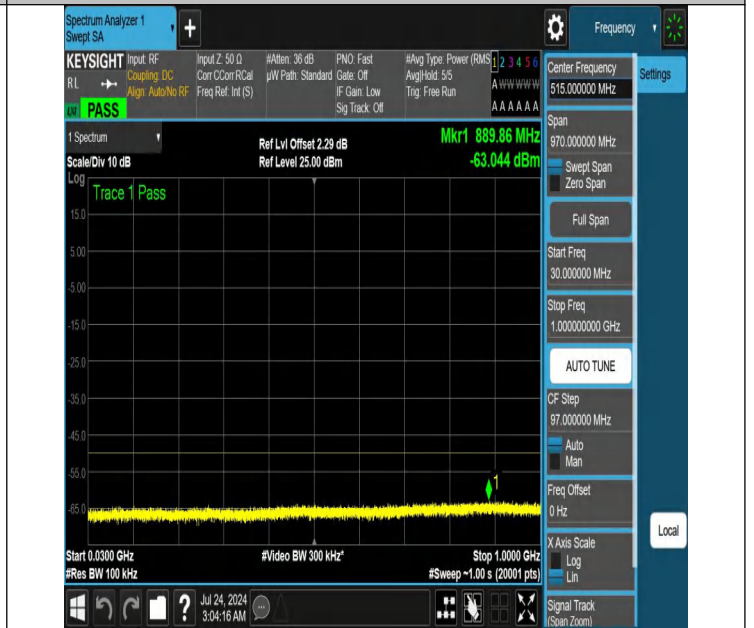 Spectrum Analyzer 1
Swept SA
+
Frequency
KEYSIGHT
RL
PASS
Input: RF
Coupling: DC
Align: Auto/No RF
Input Z: 50 Ω
Corr CCorr RCal
Freq Ref: Int (S)
#Atten: 36 dB
µW Path: Standard
PNO: Fast
Gate: Off
IF Gain: Low
Sig Track: Off
#Avg Type: Power (RMS
Avg|Hold: 5/5
Trig: Free Run
1 2 3 4 5 6
A W W W W W
A A A A A A
1 Spectrum
Scale/Div 10 dB
Ref Lvl Offset 2.29 dB
Ref Level 25.00 dBm
Mkr1 889.86 MHz
-63.044 dBm
Log
Trace 1 Pass
15.0
5.00
-5.00
-15.0
-25.0
-35.0
-45.0
-55.0
-65.0
1
Start 0.0300 GHz
#Res BW 100 kHz
#Video BW 300 kHz*
Stop 1.0000 GHz
#Sweep ~1.00 s (20001 pts)
?
Jul 24, 2024
3:04:16 AM
Center Frequency
515.000000 MHz
Settings
Span
970.000000 MHz
Swept Span
Zero Span
Full Span
Start Freq
30.000000 MHz
Stop Freq
1.000000000 GHz
AUTO TUNE
CF Step
97.000000 MHz
Auto
Man
Freq Offset
0 Hz
X Axis Scale
Log
Lin
Local
Signal Track
(Span Zoom)